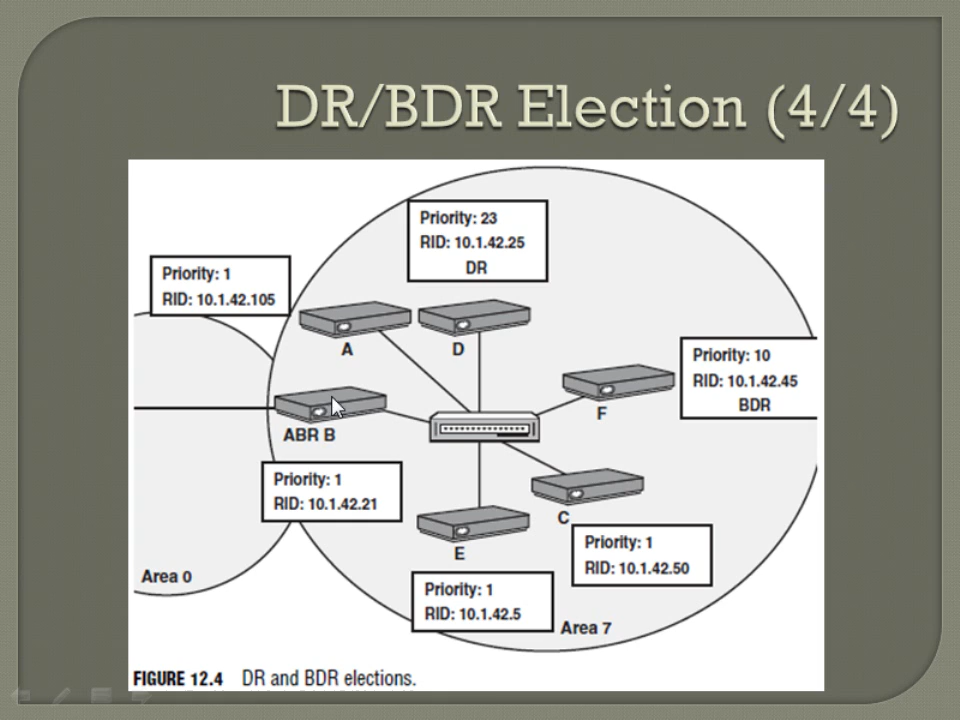 DR/BDR Election (4/4)
Priority: 23
RID: 10.1.42.25
DR
Priority: 1
RID: 10.1.42.105
A
D
Priority: 10
RID: 10.1.42.45
BDR
F
ABR B
Priority: 1
RID: 10.1.42.21
C
E
Priority: 1
RID: 10.1.42.50
Area 0
Priority: 1
RID: 10.1.42.5
Area 7
FIGURE 12.4 DR and BDR elections.